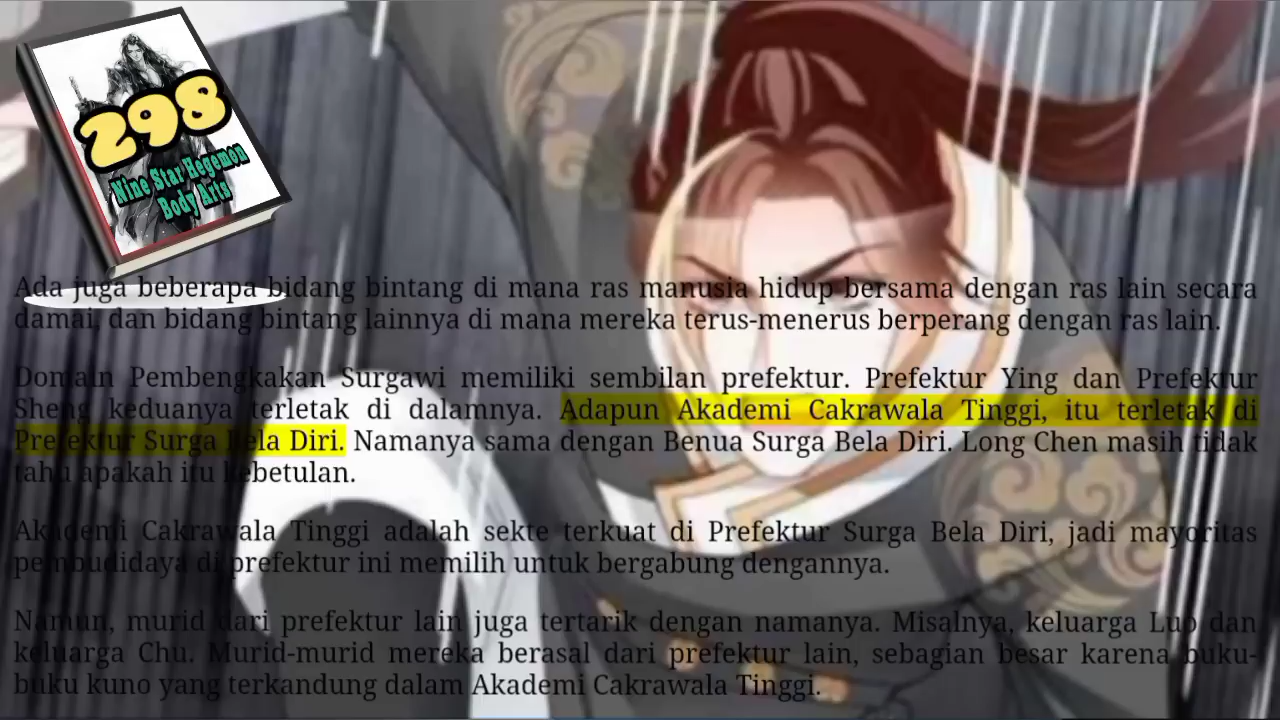 298
Nine Star Hegemon
Body Arts
Ada juga beberapa bidang bintang di mana ras manusia hidup bersama dengan ras lain secara
damai, dan bidang bintang lainnya di mana mereka terus-menerus berperang dengan ras lain.
Domain Pembengkakan Surgawi memiliki sembilan prefektur. Prefektur Ying dan Prefektur
Sheng keduanya terletak di dalamnya. Adapun Akademi Cakrawala Tinggi, itu terletak di
Prefektur Surga Bela Diri. Namanya sama dengan Benua Surga Bela Diri. Long Chen masih tidak
tahu apakah itu kebetulan.
Akademi Cakrawala Tinggi adalah sekte terkuat di Prefektur Surga Bela Diri, jadi mayoritas
pembudidaya di prefektur ini memilih untuk bergabung dengannya.
Namun, murid dari prefektur lain juga tertarik dengan namanya. Misalnya, keluarga Luo dan
keluarga Chu. Murid-murid mereka berasal dari prefektur lain, sebagian besar karena buku-
buku kuno yang terkandung dalam Akademi Cakrawala Tinggi.